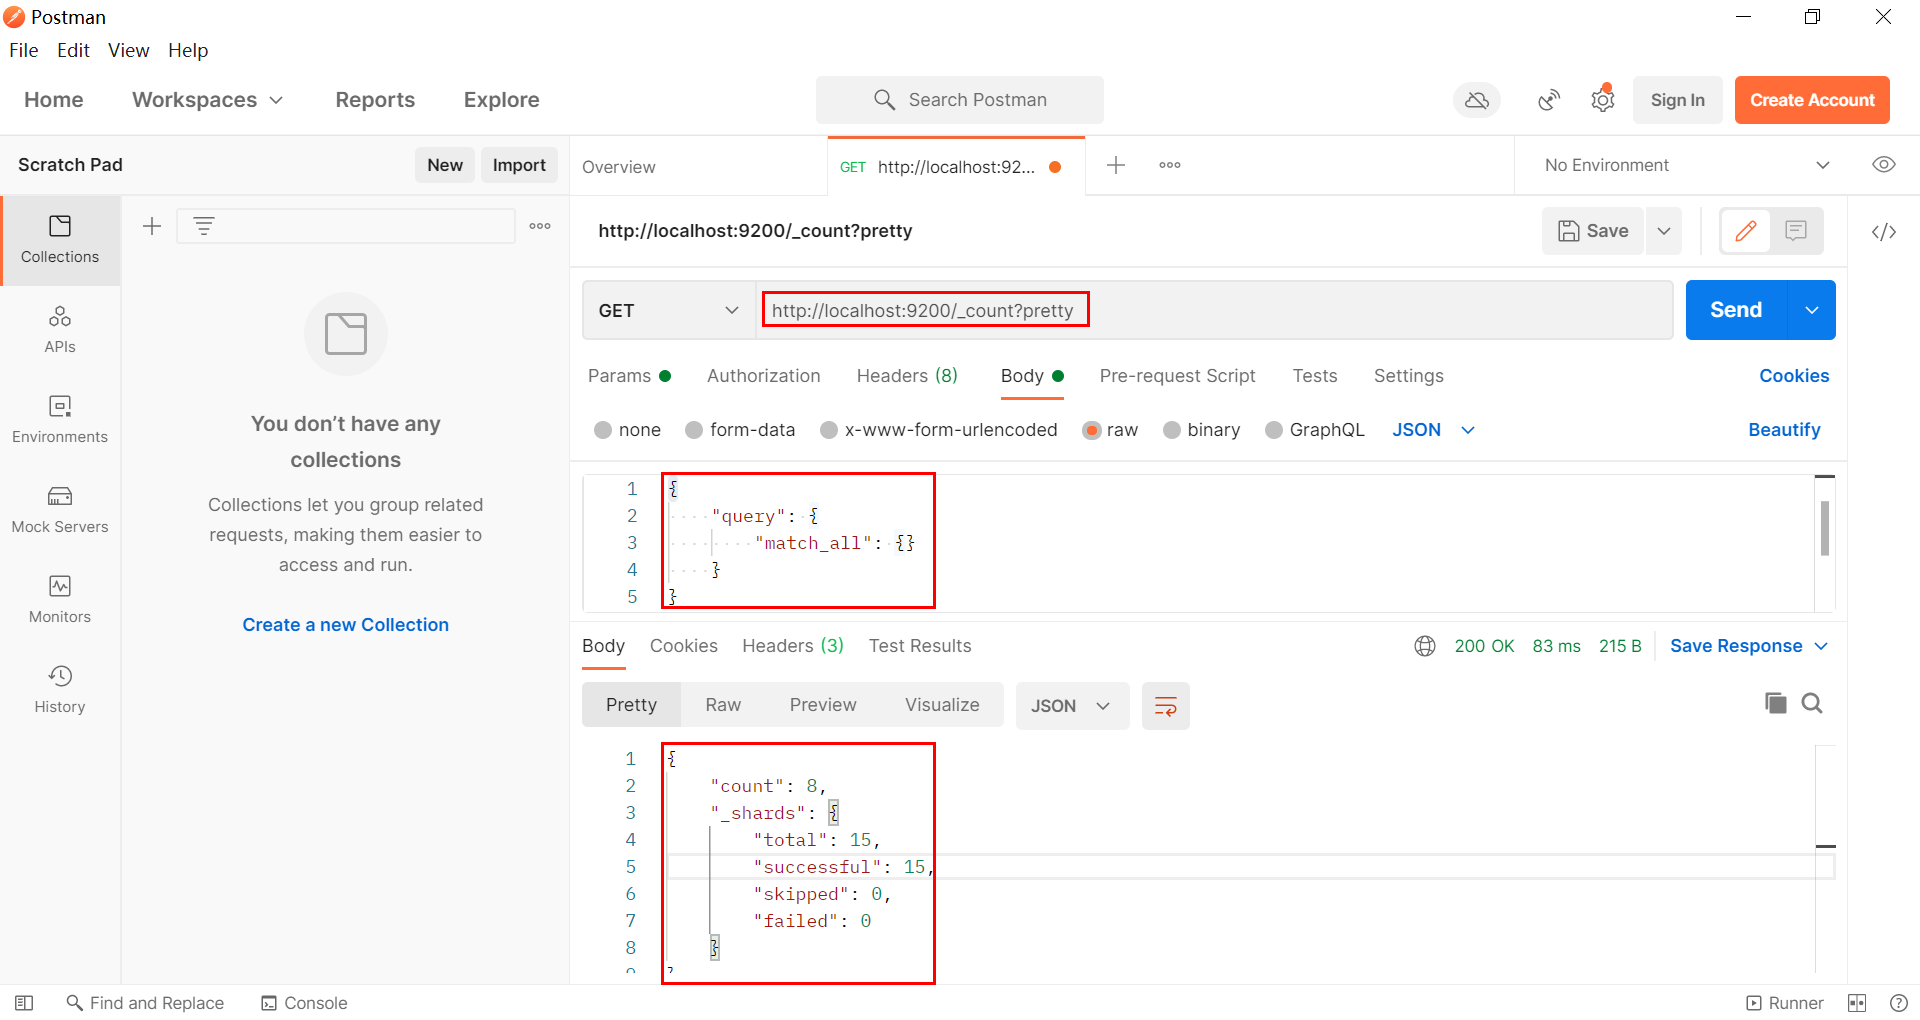 Postman
File Edit View Help
Home Workspaces Reports Explore Search Postman Sign In Create Account
Scratch Pad New Import Overview GET http://localhost:92... No Environment
http://localhost:9200/_count?pretty Save
Collections
GET http://localhost:9200/_count?pretty Send
APIs
Params Authorization Headers (8) Body Pre-request Script Tests Settings Cookies
none form-data x-www-form-urlencoded raw binary GraphQL JSON Beautify
Environments
You don't have any
collections
Collections let you group related
requests, making them easier to
access and run.
Create a new Collection
Mock Servers
Monitors
History
1 {
2 "query": {
3 "match_all": {}
4 }
5 }
Body Cookies Headers (3) Test Results 200 OK 83 ms 215 B Save Response
Pretty Raw Preview Visualize JSON
1 {
2 "count": 8,
3 "_shards": {
4 "total": 15,
5 "successful": 15,
6 "skipped": 0,
7 "failed": 0
8 }
9 }
Find and Replace Console Runner